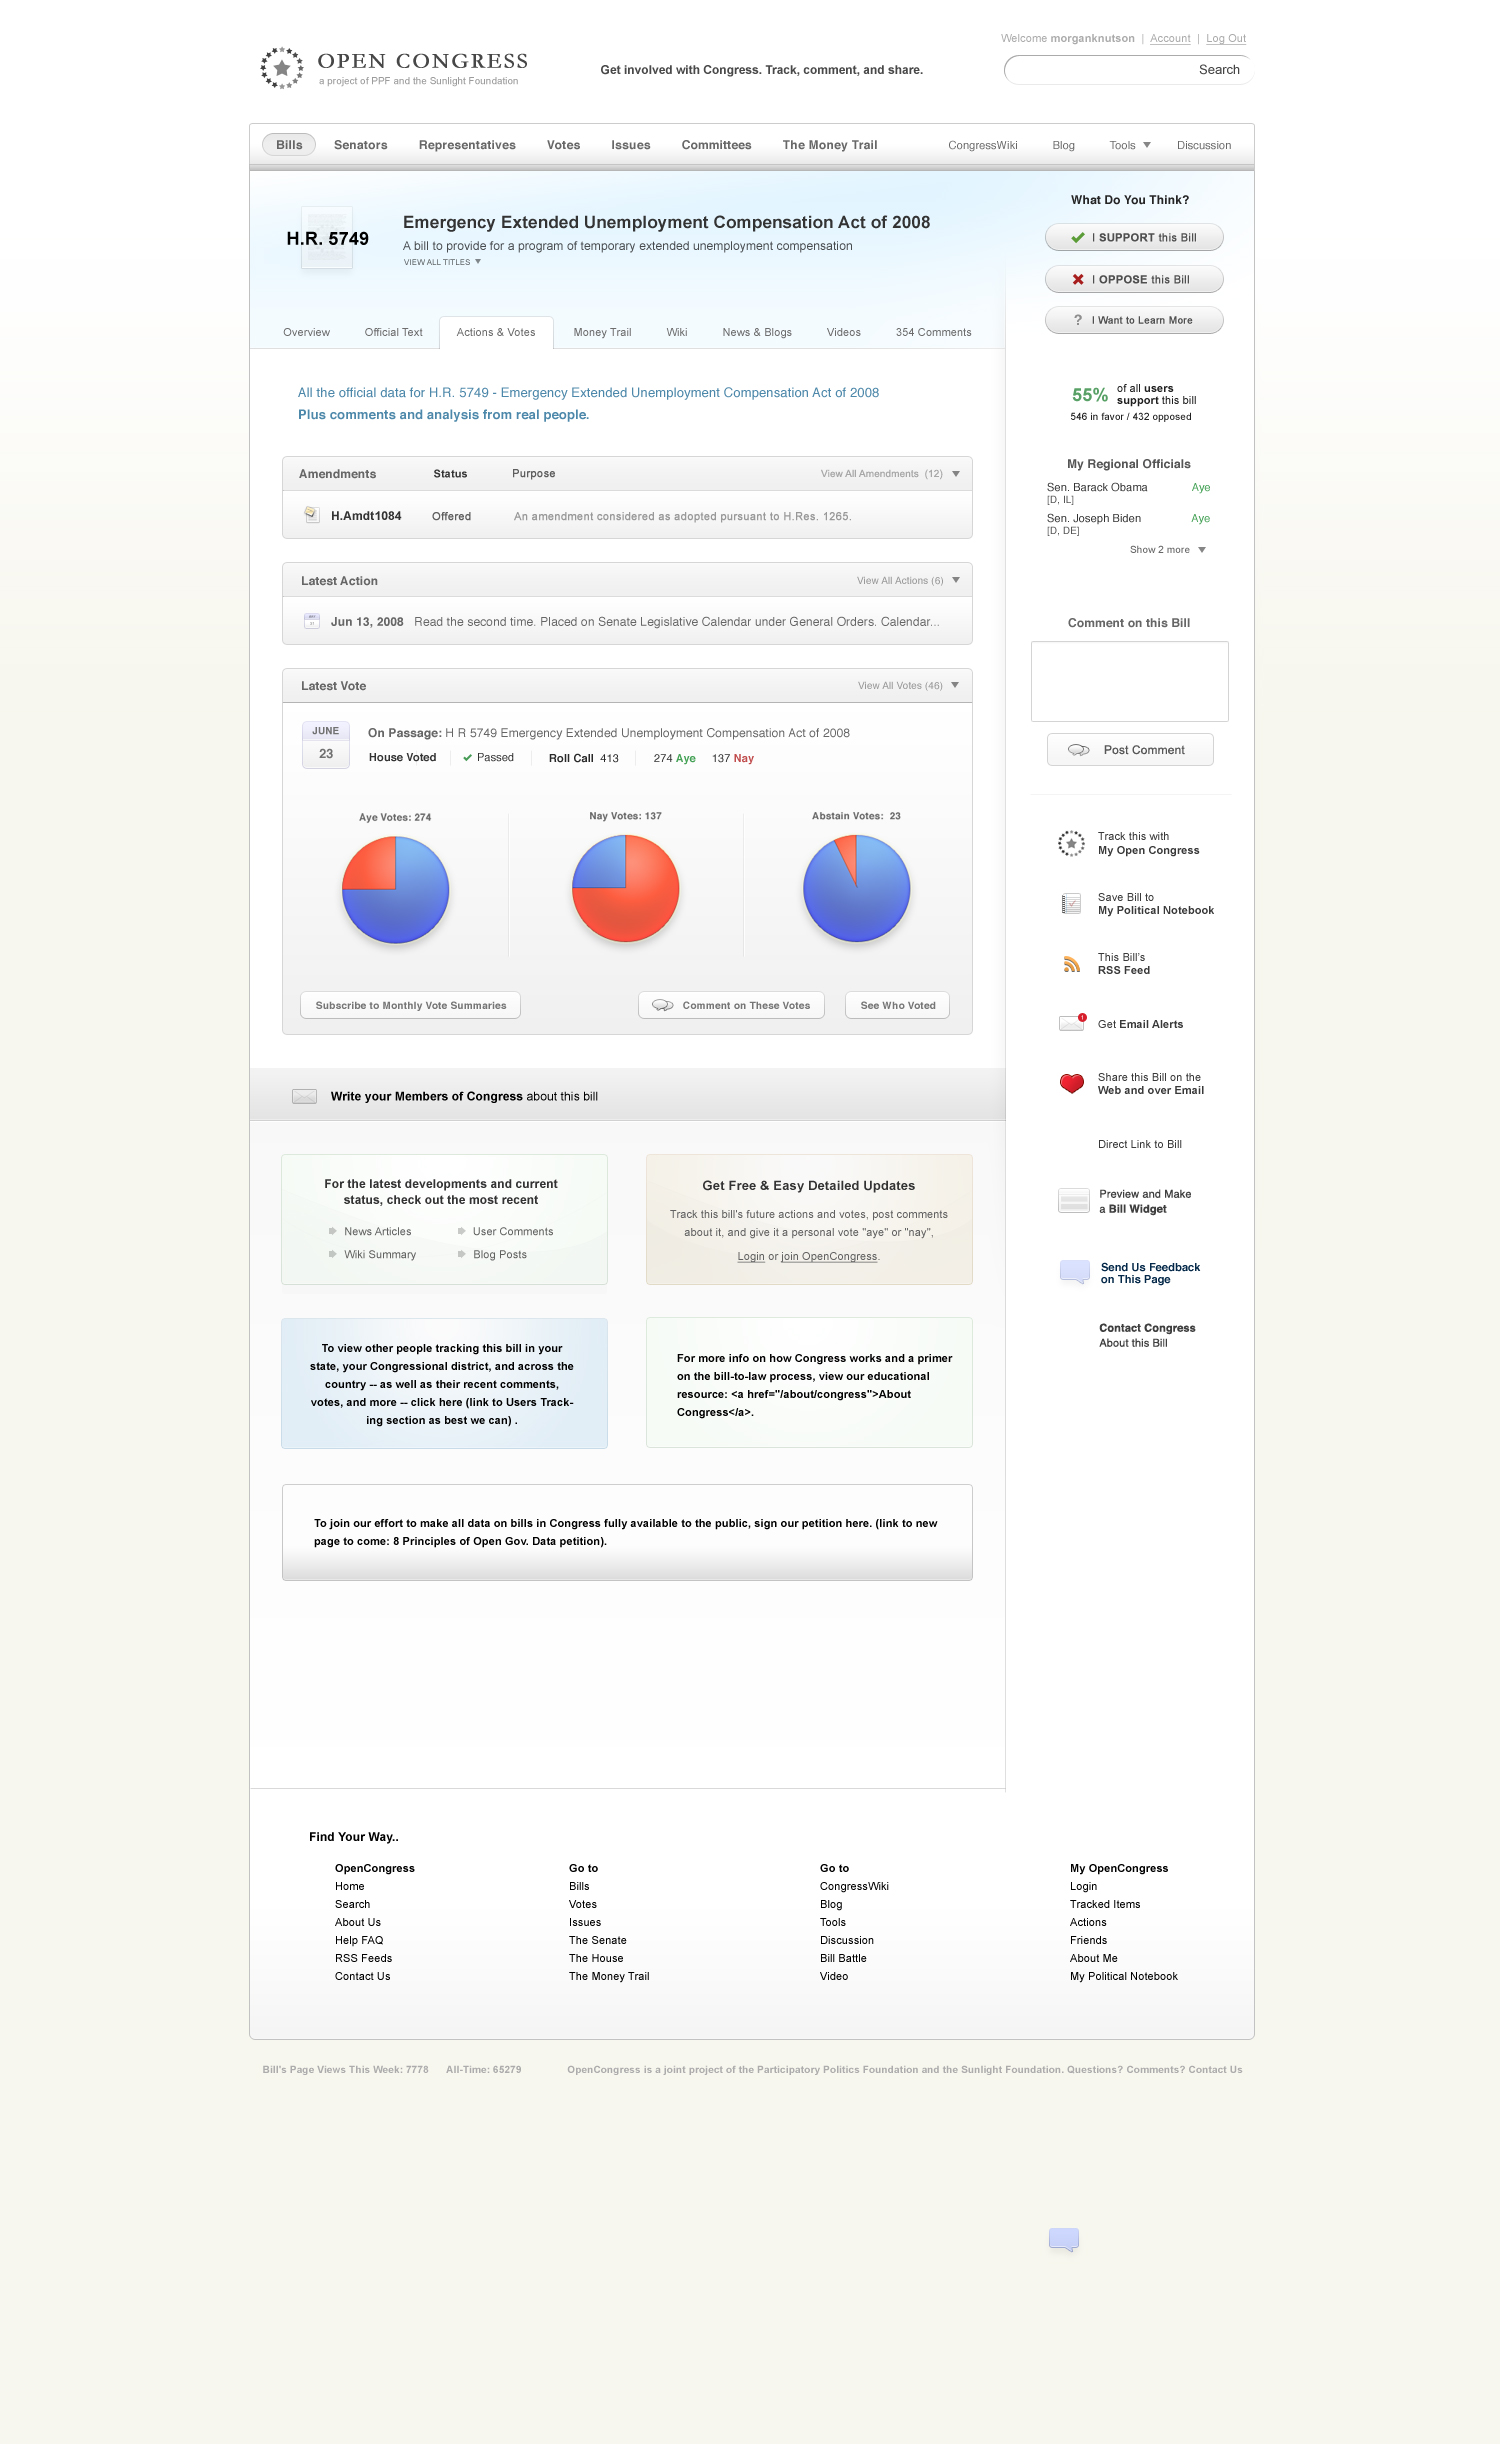 Welcome morganknutson | Account | Log Out
OPEN CONGRESS
a project of PPF and the Sunlight Foundation
Get involved with Congress. Track, comment, and share.
Search
Bills Senators Representatives Votes Issues Committees The Money Trail CongressWiki Blog Tools Discussion
H.R. 5749
Emergency Extended Unemployment Compensation Act of 2008
A bill to provide for a program of temporary extended unemployment compensation
VIEW ALL TITLES
Overview Official Text Actions & Votes Money Trail Wiki News & Blogs Videos 354 Comments
All the official data for H.R. 5749 - Emergency Extended Unemployment Compensation Act of 2008
Plus comments and analysis from real people.
Amendments Status Purpose View All Amendments (12)
H.Amdt1084 Offered An amendment considered as adopted pursuant to H.Res. 1265.
Latest Action View All Actions (6)
Jun 13, 2008 Read the second time. Placed on Senate Legislative Calendar under General Orders. Calendar...
Latest Vote View All Votes (46)
JUNE
23
On Passage: H R 5749 Emergency Extended Unemployment Compensation Act of 2008
House Voted Passed Roll Call 413 274 Aye 137 Nay
Aye Votes: 274
Nay Votes: 137
Abstain Votes: 23
Subscribe to Monthly Vote Summaries
Comment on These Votes
See Who Voted
Write your Members of Congress about this bill
For the latest developments and current
status, check out the most recent
News Articles User Comments
Wiki Summary Blog Posts
Get Free & Easy Detailed Updates
Track this bill's future actions and votes, post comments
about it, and give it a personal vote "aye" or "nay",
Login or join OpenCongress.
To view other people tracking this bill in your
state, your Congressional district, and across the
country -- as well as their recent comments,
votes, and more -- click here (link to Users Track-
ing section as best we can) .
For more info on how Congress works and a primer
on the bill-to-law process, view our educational
resource: <a href="/about/congress">About
Congress</a>.
To join our effort to make all data on bills in Congress fully available to the public, sign our petition here. (link to new
page to come: 8 Principles of Open Gov. Data petition).
What Do You Think?
I SUPPORT this Bill
I OPPOSE this Bill
? I Want to Learn More
55% of all users
support this bill
546 in favor / 432 opposed
My Regional Officials
Sen. Barack Obama Aye
[D, IL]
Sen. Joseph Biden Aye
[D, DE]
Show 2 more
Comment on this Bill
Post Comment
Track this with
My Open Congress
Save Bill to
My Political Notebook
This Bill's
RSS Feed
Get Email Alerts
Share this Bill on the
Web and over Email
Direct Link to Bill
Preview and Make
a Bill Widget
Send Us Feedback
on This Page
Contact Congress
About this Bill
Find Your Way..
OpenCongress
Home
Search
About Us
Help FAQ
RSS Feeds
Contact Us
Go to
Bills
Votes
Issues
The Senate
The House
The Money Trail
Go to
CongressWiki
Blog
Tools
Discussion
Bill Battle
Video
My OpenCongress
Login
Tracked Items
Actions
Friends
About Me
My Political Notebook
Bill's Page Views This Week: 7778 All-Time: 65279 OpenCongress is a joint project of the Participatory Politics Foundation and the Sunlight Foundation. Questions? Comments? Contact Us